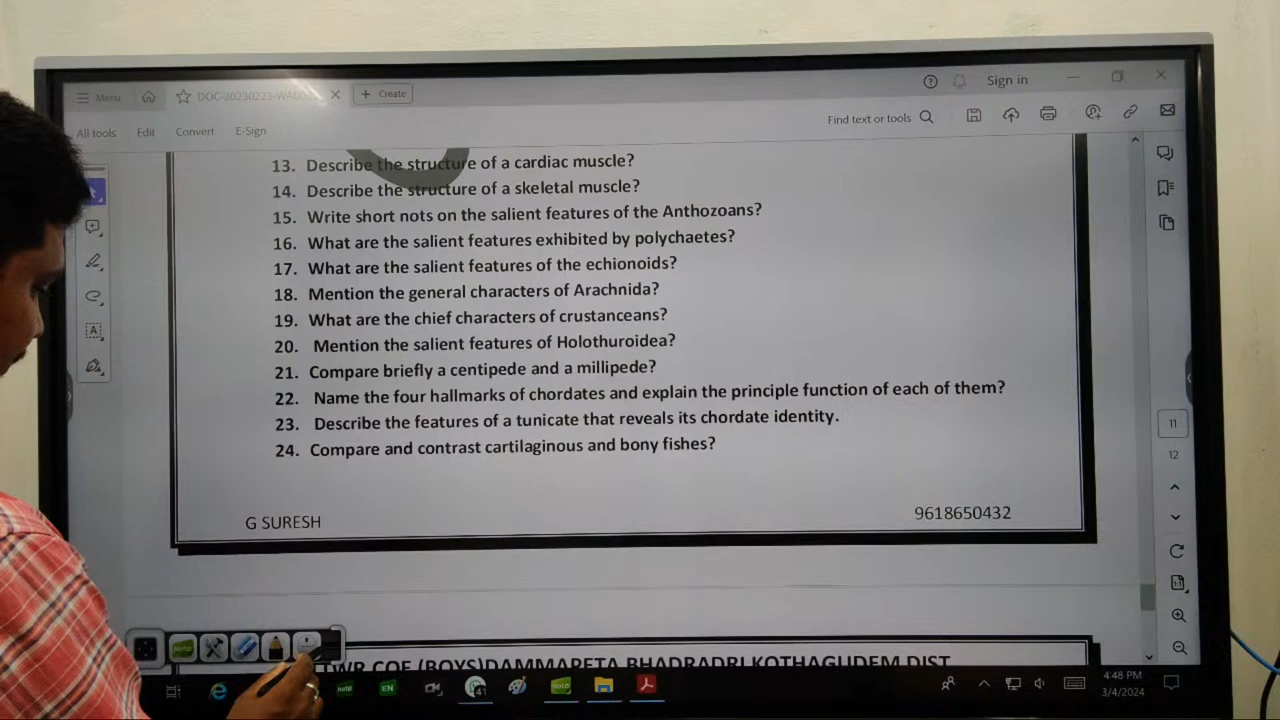 Menu
DOC-20230223-WA00
+ Create
Sign in
All tools Edit Convert E-Sign
Find text or tools
13. Describe the structure of a cardiac muscle?
14. Describe the structure of a skeletal muscle?
15. Write short nots on the salient features of the Anthozoans?
16. What are the salient features exhibited by polychaetes?
17. What are the salient features of the echionoids?
18. Mention the general characters of Arachnida?
19. What are the chief characters of crustanceans?
20. Mention the salient features of Holothuroidea?
21. Compare briefly a centipede and a millipede?
22. Name the four hallmarks of chordates and explain the principle function of each of them?
23. Describe the features of a tunicate that reveals its chordate identity.
24. Compare and contrast cartilaginous and bony fishes?
11
12
G SURESH 9618650432
TWR COE (BOYS)DAMMAPETA BHADRADRI KOTHAGUDEM DIST
EN
4:48 PM
3/4/2024